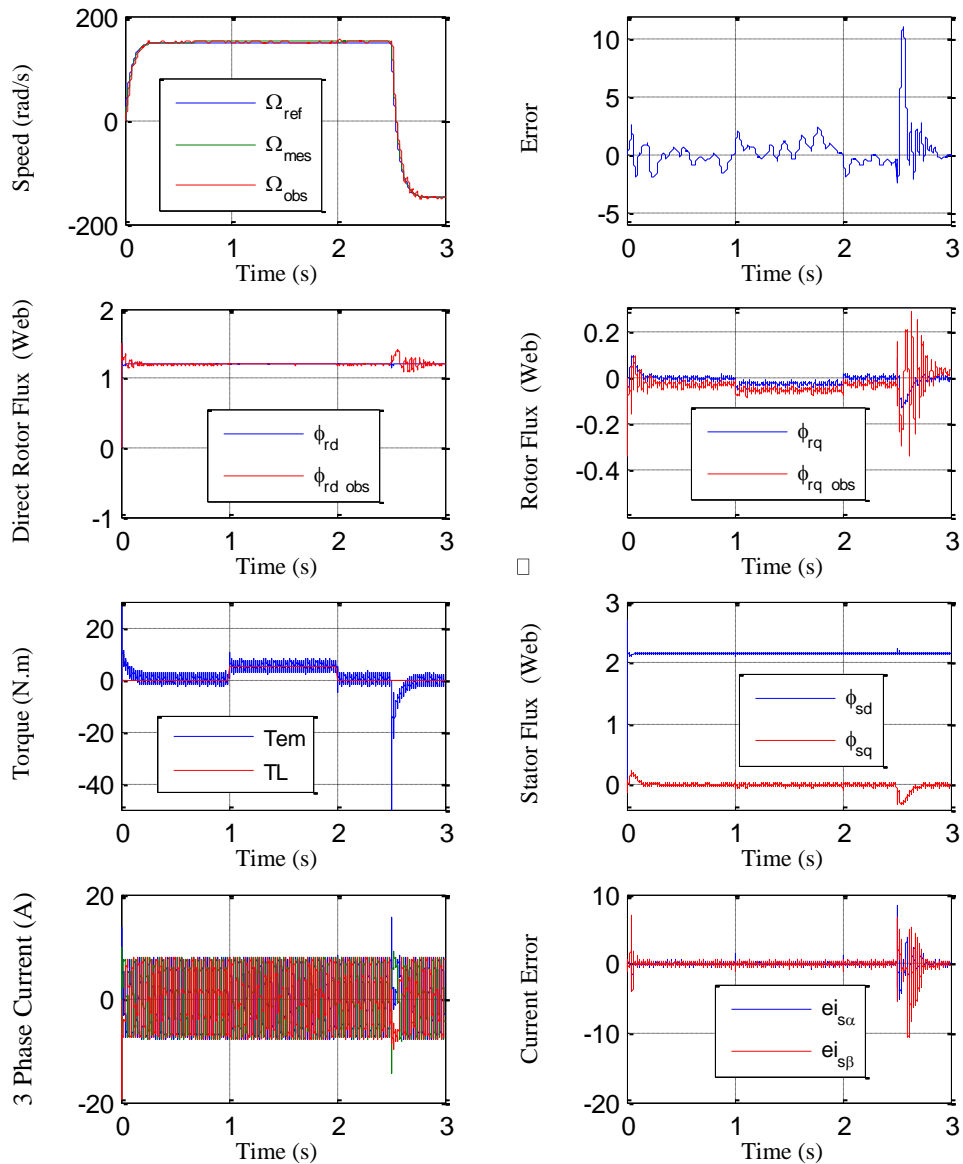 Speed (rad/s)
200
0
-200
Ω_ref
Ω_mes
Ω_obs
0 1 2 3
Time (s)
Error
10
5
0
-5
0 1 2 3
Time (s)
Direct Rotor Flux (Web)
2
1
0
-1
ϕ_rd
ϕ_rd obs
0 1 2 3
Time (s)
Rotor Flux (Web)
0.2
0
-0.2
-0.4
ϕ_rq
ϕ_rq obs
0 1 2 3
Time (s)
Torque (N.m)
20
0
-20
-40
Tem
TL
0 1 2 3
Time (s)
Stator Flux (Web)
3
2
1
0
ϕ_sd
ϕ_sq
0 1 2 3
Time (s)
3 Phase Current (A)
20
0
-20
0 1 2 3
Time (s)
Current Error
10
0
-10
-20
ei_sα
ei_sβ
0 1 2 3
Time (s)